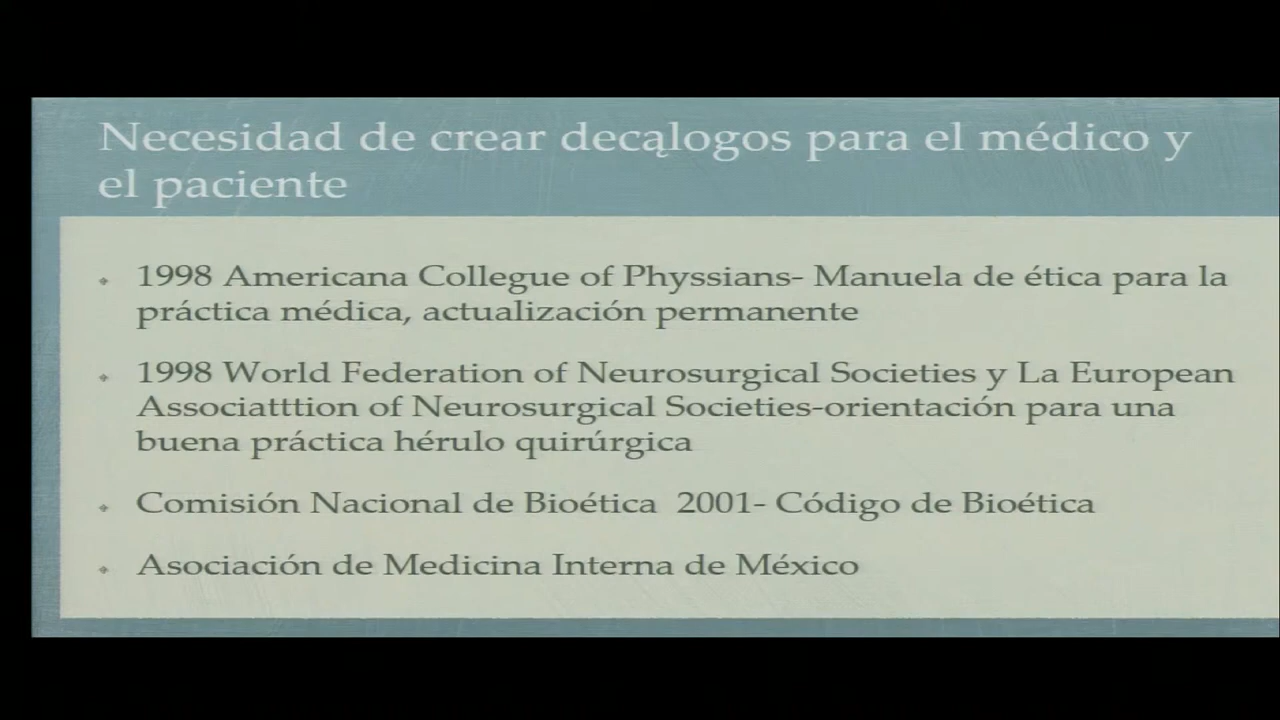 Necesidad de crear decąlogos para el médico y
el paciente
1998 Americana Collegue of Physsians- Manuela de ética para la
práctica médica, actualización permanente
1998 World Federation of Neurosurgical Societies y La European
Associatttion of Neurosurgical Societies-orientación para una
buena práctica hérulo quirúrgica
Comisión Nacional de Bioética 2001- Código de Bioética
Asociación de Medicina Interna de México